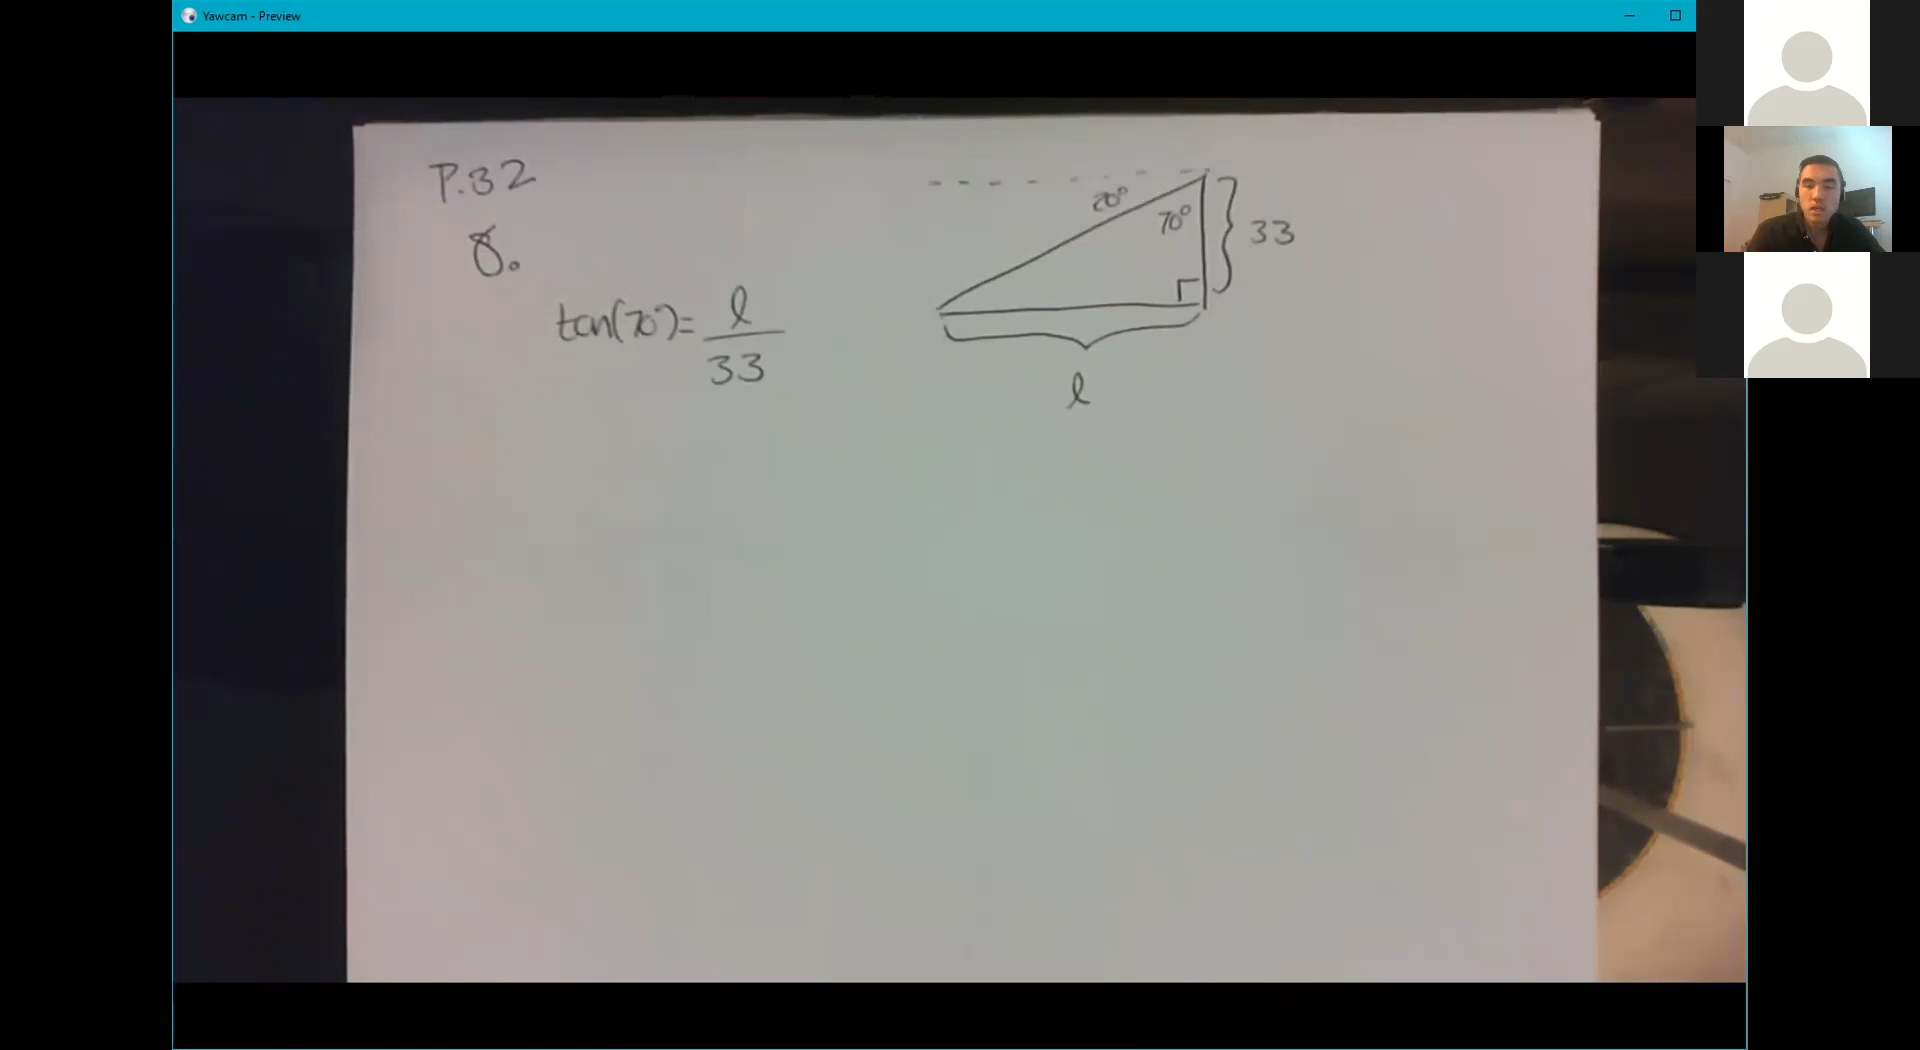 Yawcam - Preview
P.32
8.
tan(70°)= l/33
20°
70°
33
l